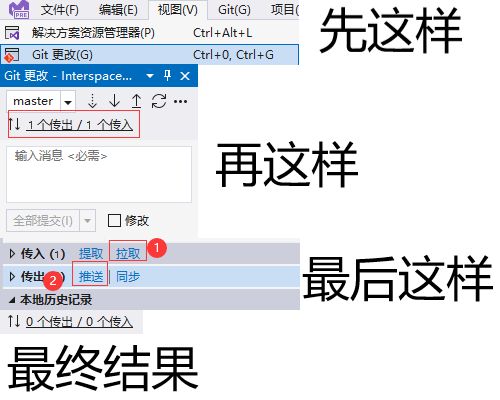 文件(F) 编辑(E) 视图(V) Git(G) 项目(
PRE
解决方案资源管理器(P) Ctrl+Alt+L
Git 更改(G) Ctrl+0, Ctrl+G
先这样
Git 更改 - Interspace...
master
1 个传出 / 1 个传入
输入消息 <必需>
再这样
全部提交(I) 修改
传入 (1) 提取 拉取 1
传出 2 推送 同步
最后这样
本地历史记录
0 个传出 / 0 个传入
最终结果